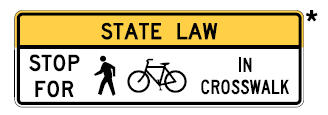 STATE LAW *
STOP FOR
IN CROSSWALK